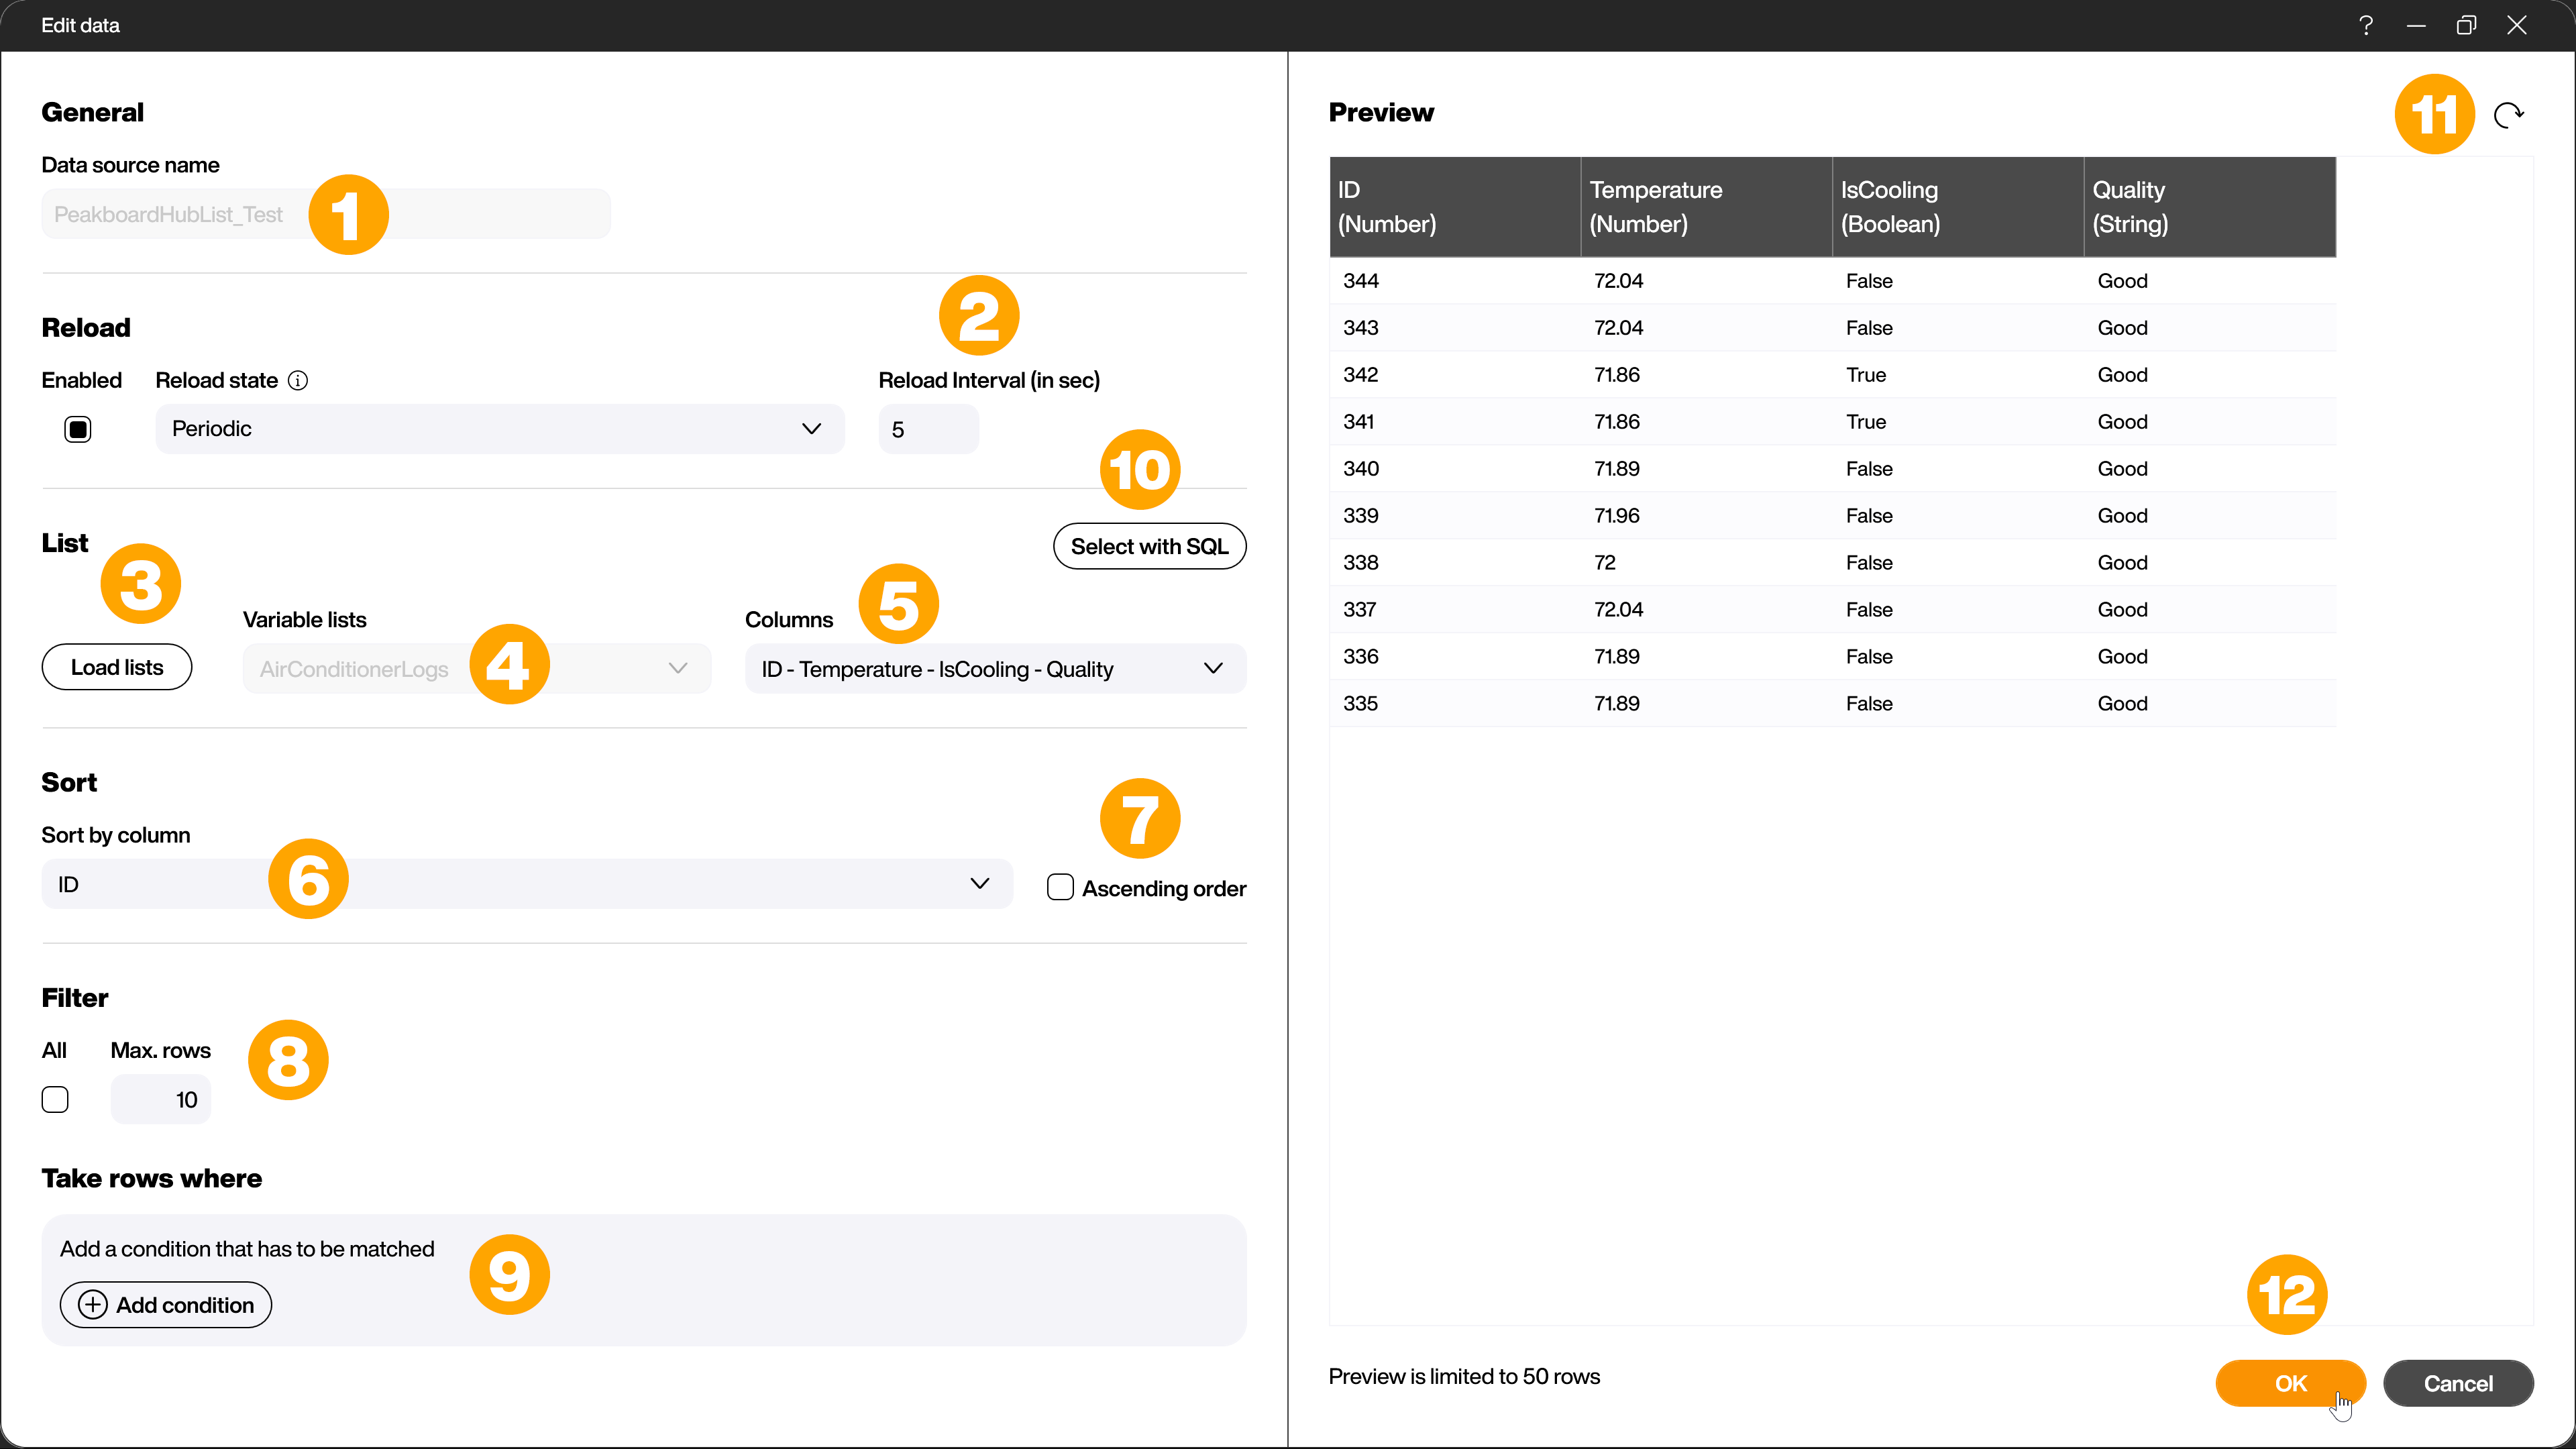 Edit data
?
General
Data source name
PeakboardHubList_Test
1
2
Reload
Enabled
Reload state
Reload Interval (in sec)
Periodic
5
10
List
Select with SQL
3
Variable lists
Columns
5
Load lists
AirConditionerLogs
4
ID - Temperature - IsCooling - Quality
Sort
7
Sort by column
ID
6
Ascending order
Filter
All
Max. rows
8
10
Take rows where
Add a condition that has to be matched
9
Add condition
Preview
11
ID (Number)
Temperature (Number)
IsCooling (Boolean)
Quality (String)
344 72.04 False Good
343 72.04 False Good
342 71.86 True Good
341 71.86 True Good
340 71.89 False Good
339 71.96 False Good
338 72 False Good
337 72.04 False Good
336 71.89 False Good
335 71.89 False Good
12
Preview is limited to 50 rows
OK
Cancel